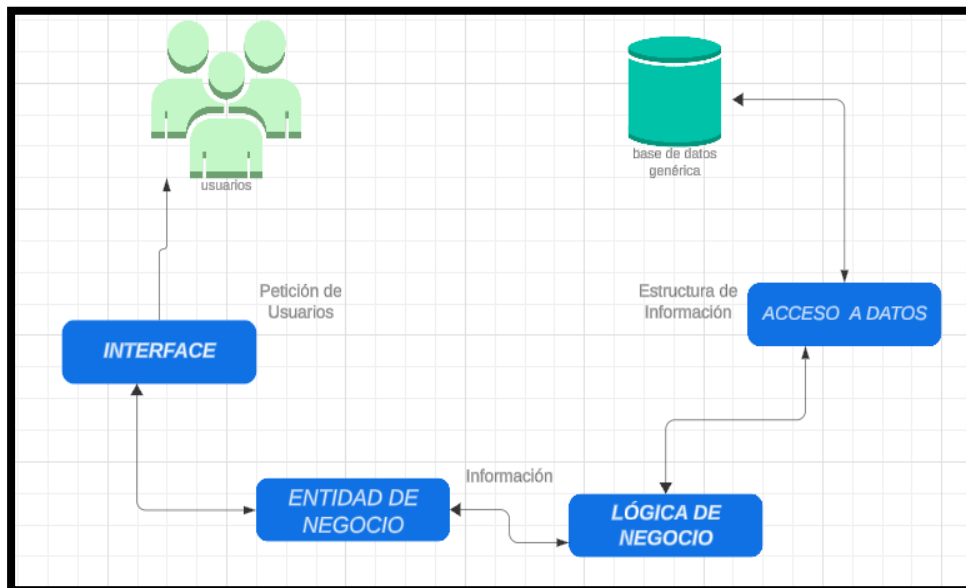 usuarios
base de datos
genérica
Petición de
Usuarios
Estructura de
Información
ACCESO A DATOS
INTERFACE
Información
ENTIDAD DE
NEGOCIO
LÓGICA DE
NEGOCIO